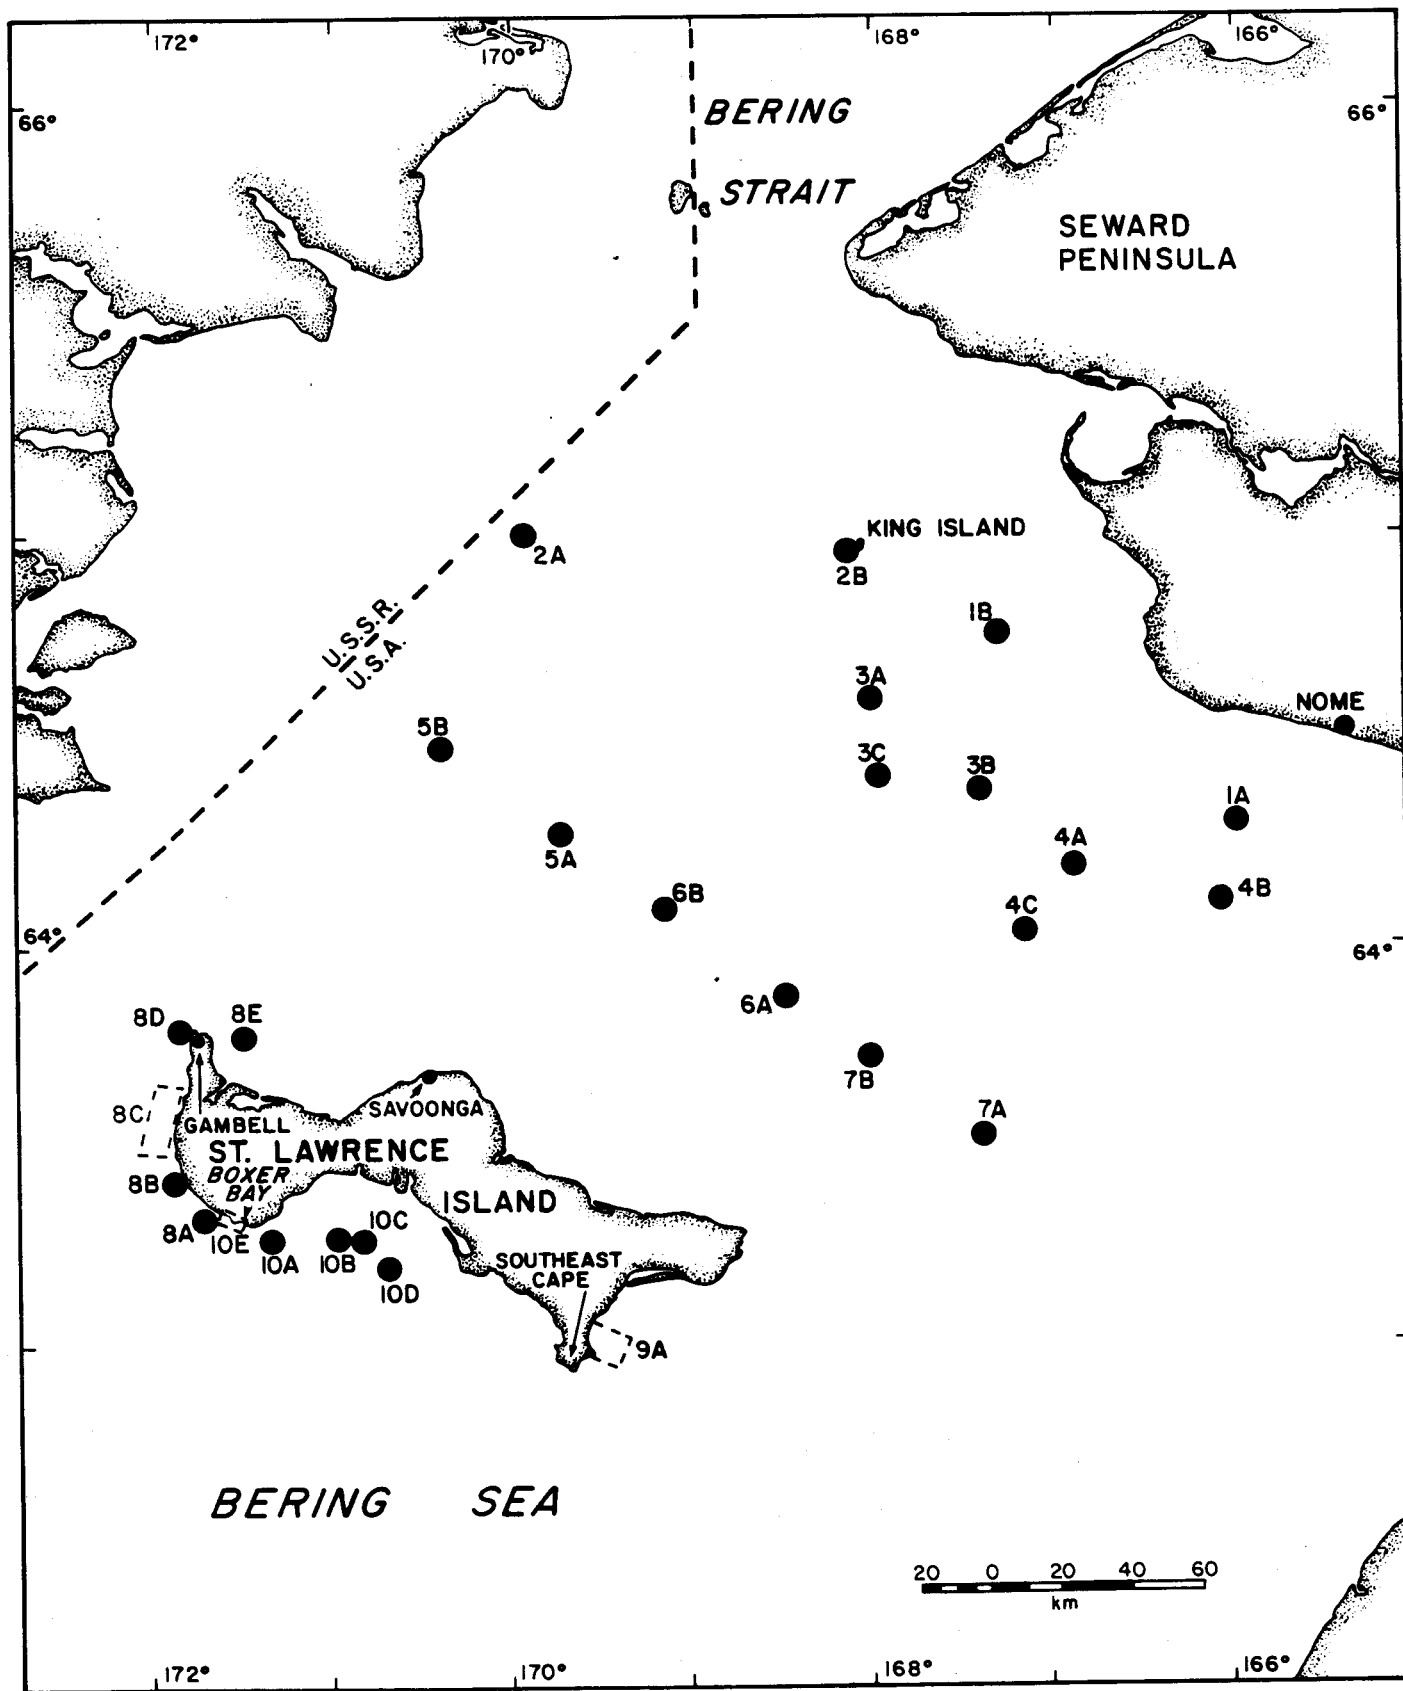 172°
170°
168°
166°
66°
66°
BERING
STRAIT
SEWARD
PENINSULA
KING ISLAND
2A
2B
1B
U.S.S.R.
U.S.A.
3A
NOME
5B
3C
3B
1A
5A
4A
6B
4B
4C
64°
64°
6A
8D
8E
7B
SAVOONGA
7A
8C
GAMBELL
ST. LAWRENCE
BOXER
BAY
8B
ISLAND
8A
10E
10C
10A
10B
SOUTHEAST
CAPE
10D
9A
BERING SEA
20 0 20 40 60
km
172°
170°
168°
166°